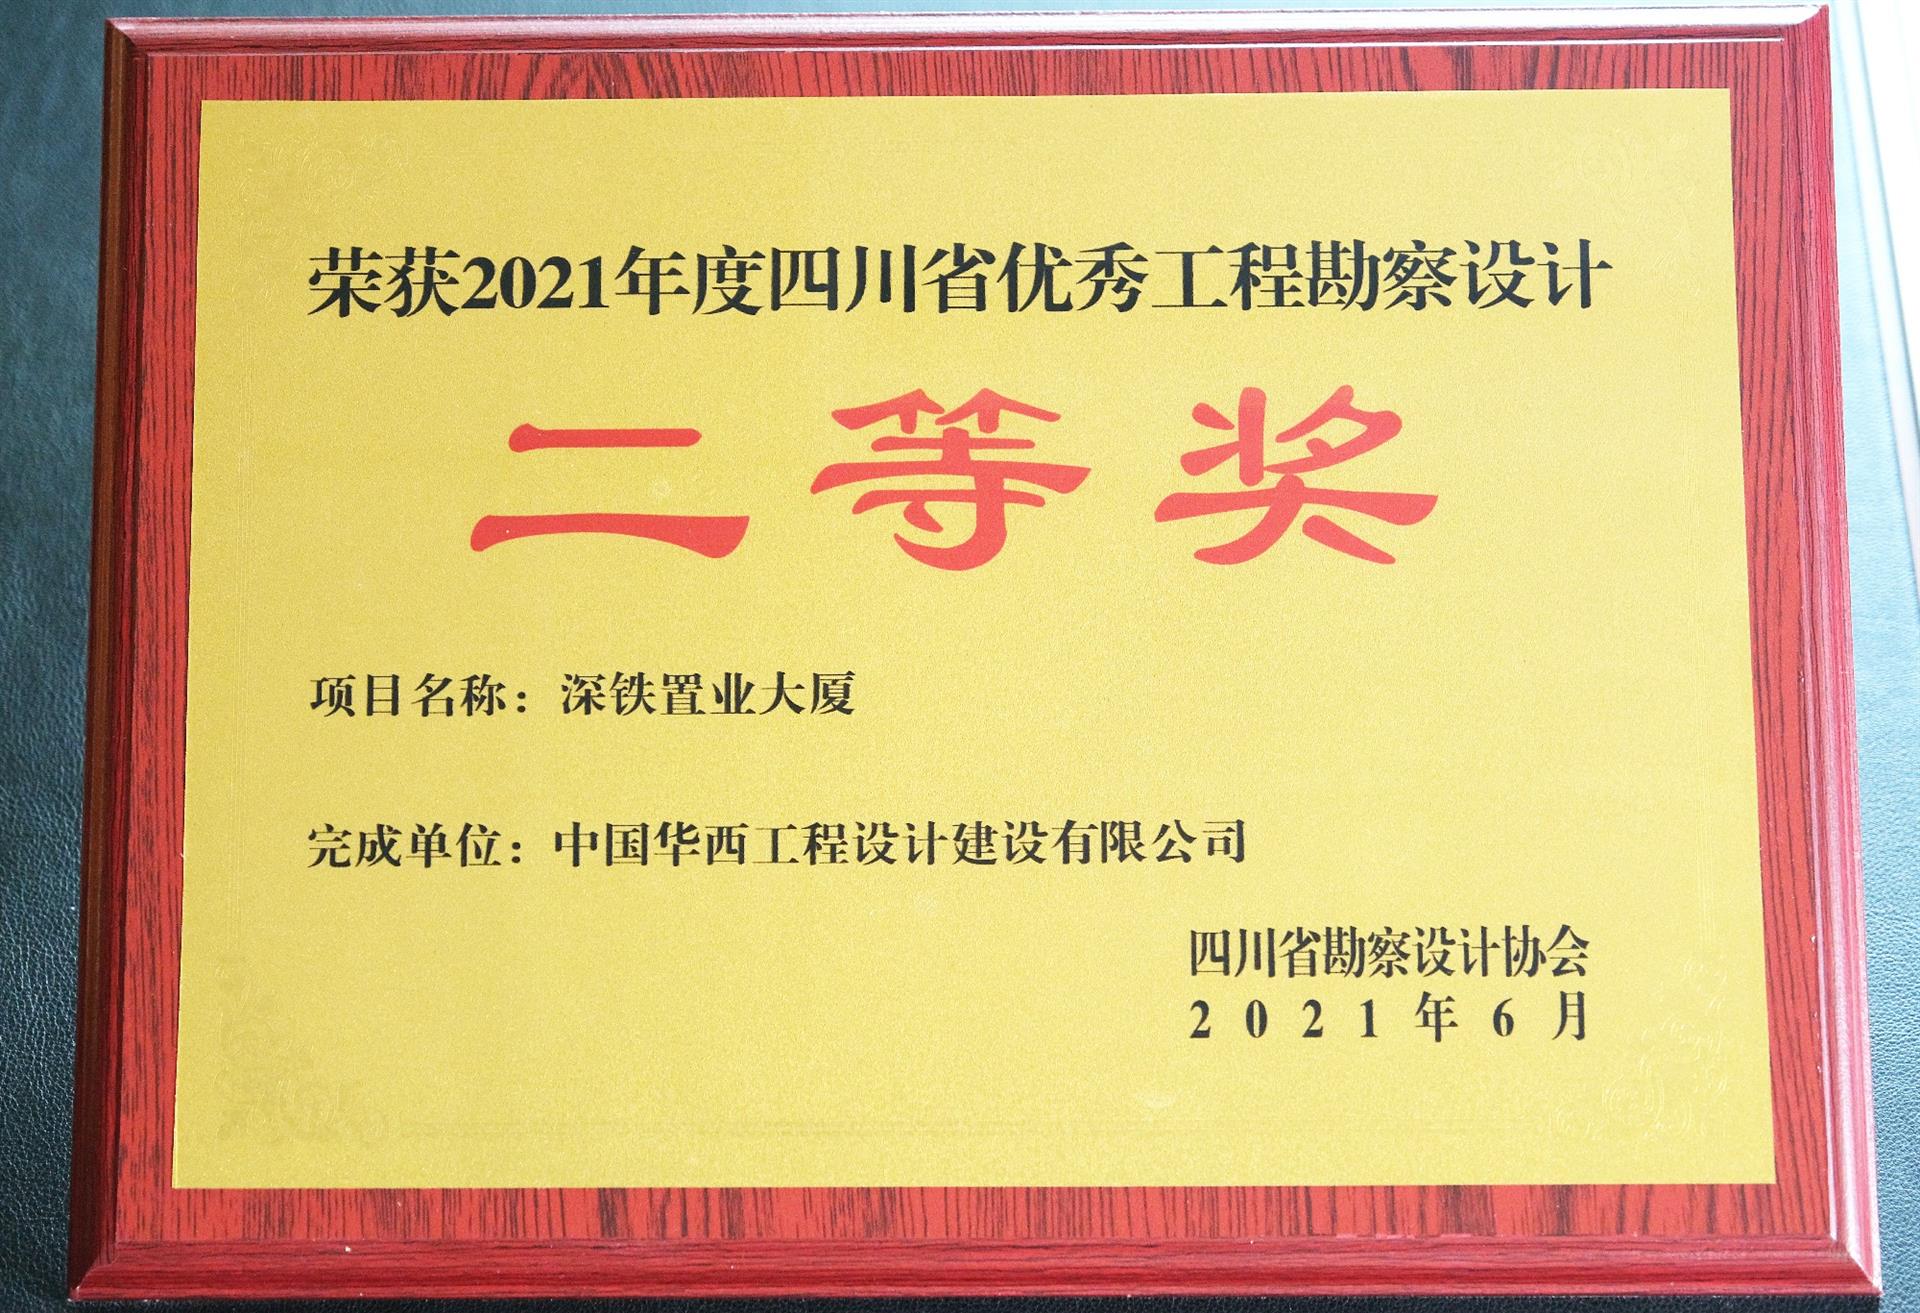 荣获2021年度四川省优秀工程勘察设计
二等奖
项目名称：深铁置业大厦
完成单位：中国华西工程设计建设有限公司
四川省勘察设计协会
2021年6月